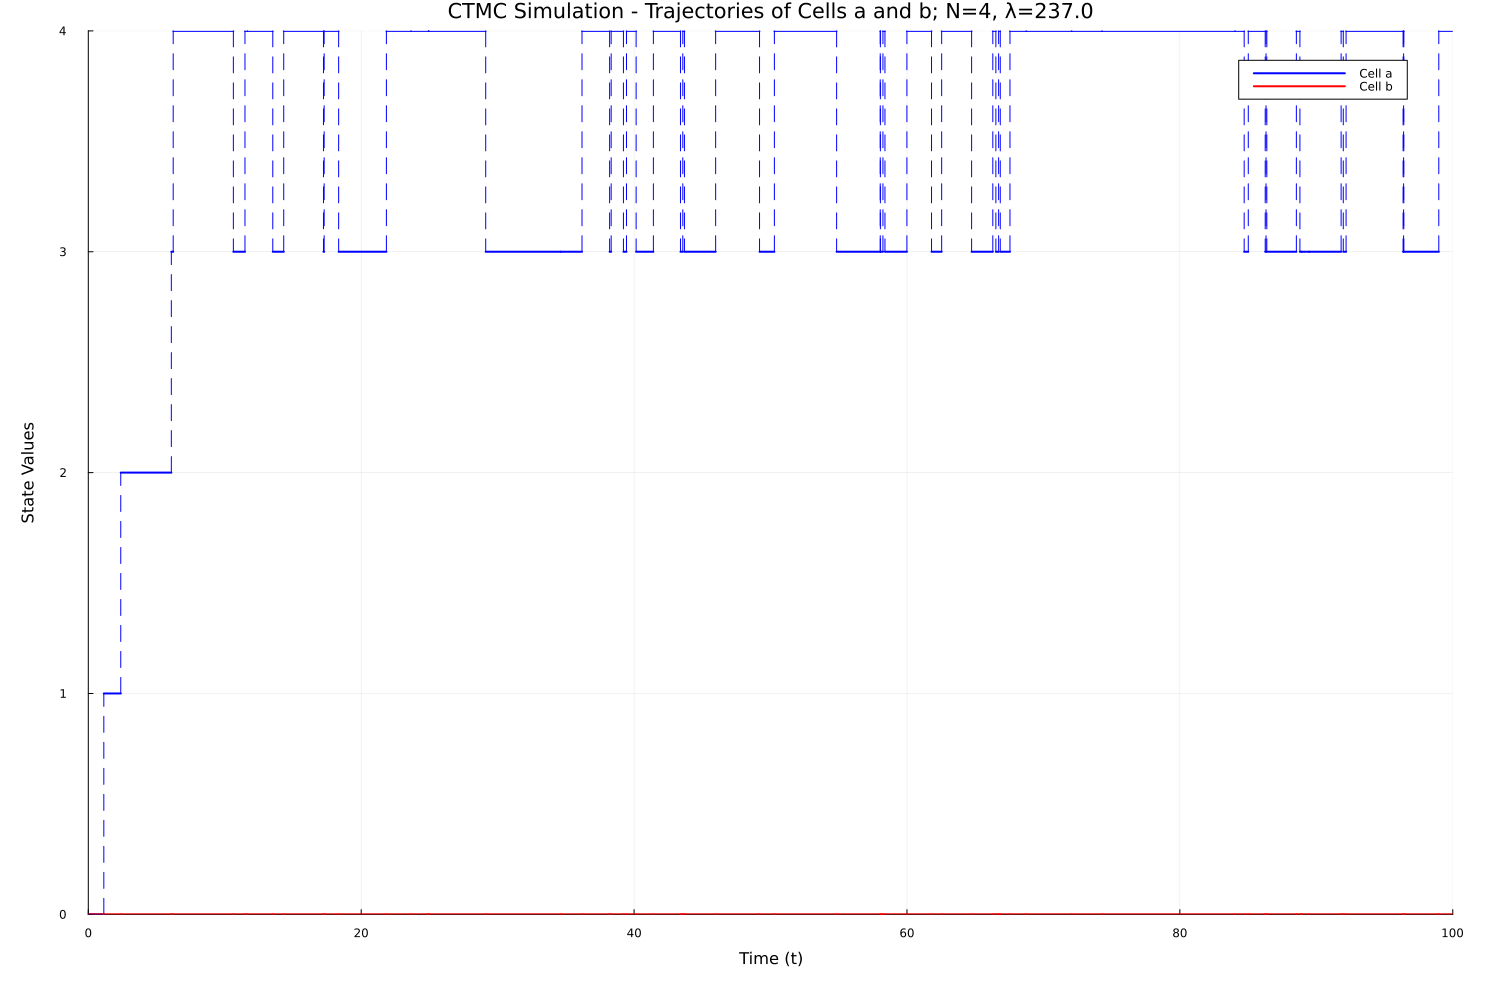 CTMC Simulation - Trajectories of Cells a and b; N=4, λ=237.0
4
Cell a
Cell b
3
State Values
2
1
0
0 20 40 60 80 100
Time (t)